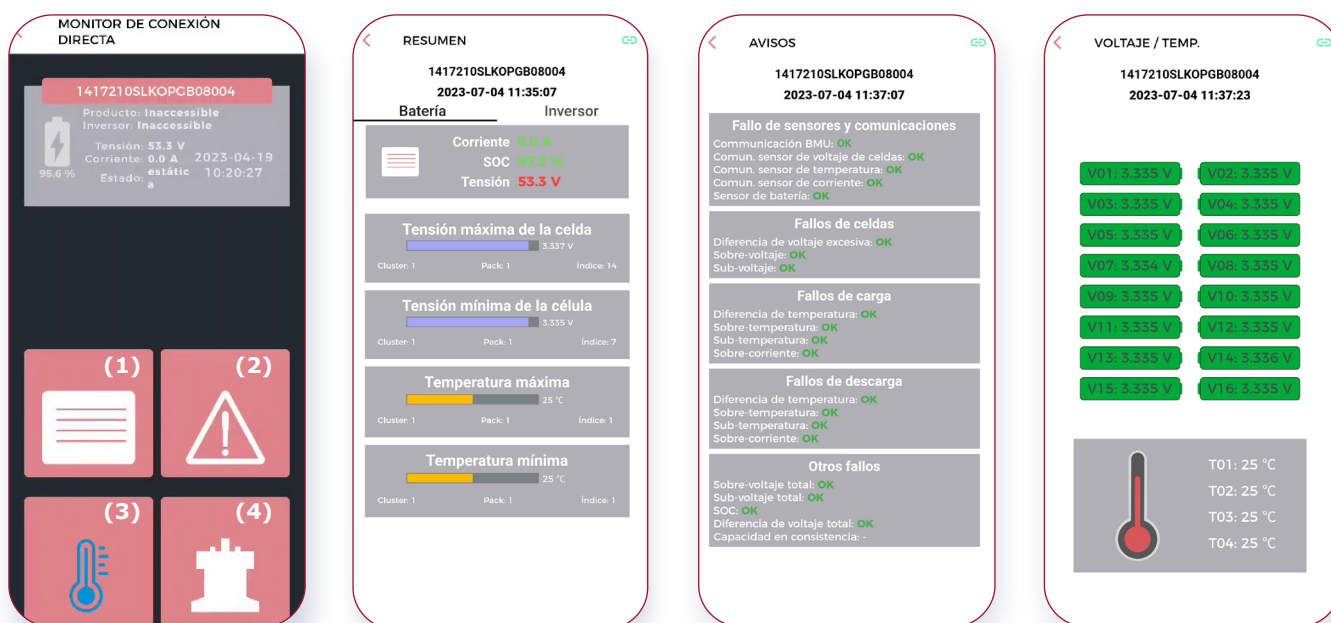 MONITOR DE CONEXIÓN
DIRECTA
1417210SLKOPGB08004
Producto: Inaccessible
Inversor: Inaccessible
Tensión: 53.3 V
Corriente: 0.0 A
Estado: estátic
a
95.6 %
2023-04-19
10:20:27
(1)
(2)
(3)
(4)
RESUMEN
1417210SLKOPGB08004
2023-07-04 11:35:07
Batería
Inversor
Corriente 0.0 A
SOC 97.3 %
Tensión 53.3 V
Tensión máxima de la celda
3.337 V
Cluster: 1 Pack: 1 Índice: 14
Tensión mínima de la célula
3.335 V
Cluster: 1 Pack: 1 Índice: 7
Temperatura máxima
25 °C
Cluster: 1 Pack: 1 Índice: 1
Temperatura mínima
25 °C
Cluster: 1 Pack: 1 Índice: 1
AVISOS
1417210SLKOPGB08004
2023-07-04 11:37:07
Fallo de sensores y comunicaciones
Communicación BMU: OK
Comun. sensor de voltaje de celdas: OK
Comun. sensor de temperatura: OK
Comun. sensor de corriente: OK
Sensor de batería: OK
Fallos de celdas
Diferencia de voltaje excesiva: OK
Sobre-voltaje: OK
Sub-voltaje: OK
Fallos de carga
Diferencia de temperatura: OK
Sobre-temperatura: OK
Sub-temperatura: OK
Sobre-corriente: OK
Fallos de descarga
Diferencia de temperatura: OK
Sobre-temperatura: OK
Sub-temperatura: OK
Sobre-corriente: OK
Otros fallos
Sobre-voltaje total: OK
Sub-voltaje total: OK
SOC: OK
Diferencia de voltaje total: OK
Capacidad en consistencia: -
VOLTAJE / TEMP.
1417210SLKOPGB08004
2023-07-04 11:37:23
V01: 3.335 V V02: 3.335 V
V03: 3.335 V V04: 3.335 V
V05: 3.335 V V06: 3.335 V
V07: 3.334 V V08: 3.335 V
V09: 3.335 V V10: 3.335 V
V11: 3.335 V V12: 3.335 V
V13: 3.335 V V14: 3.336 V
V15: 3.335 V V16: 3.335 V
T01: 25 °C
T02: 25 °C
T03: 25 °C
T04: 25 °C